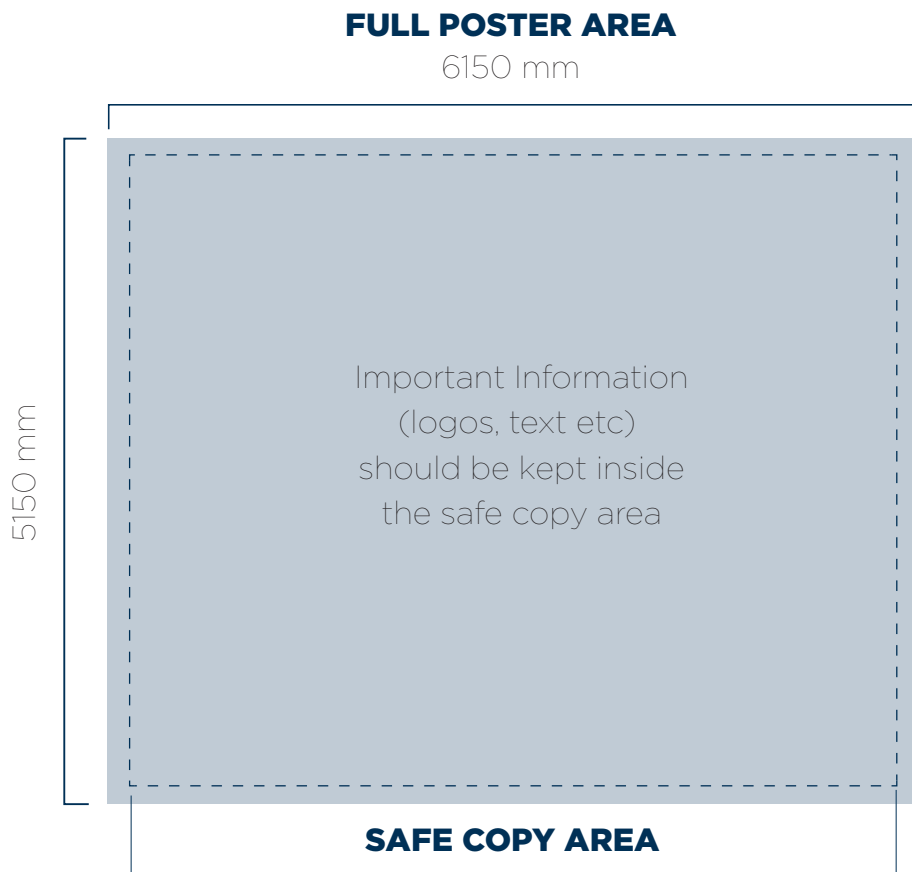 FULL POSTER AREA
6150 mm
5150 mm
Important Information
(logos, text etc)
should be kept inside
the safe copy area
SAFE COPY AREA